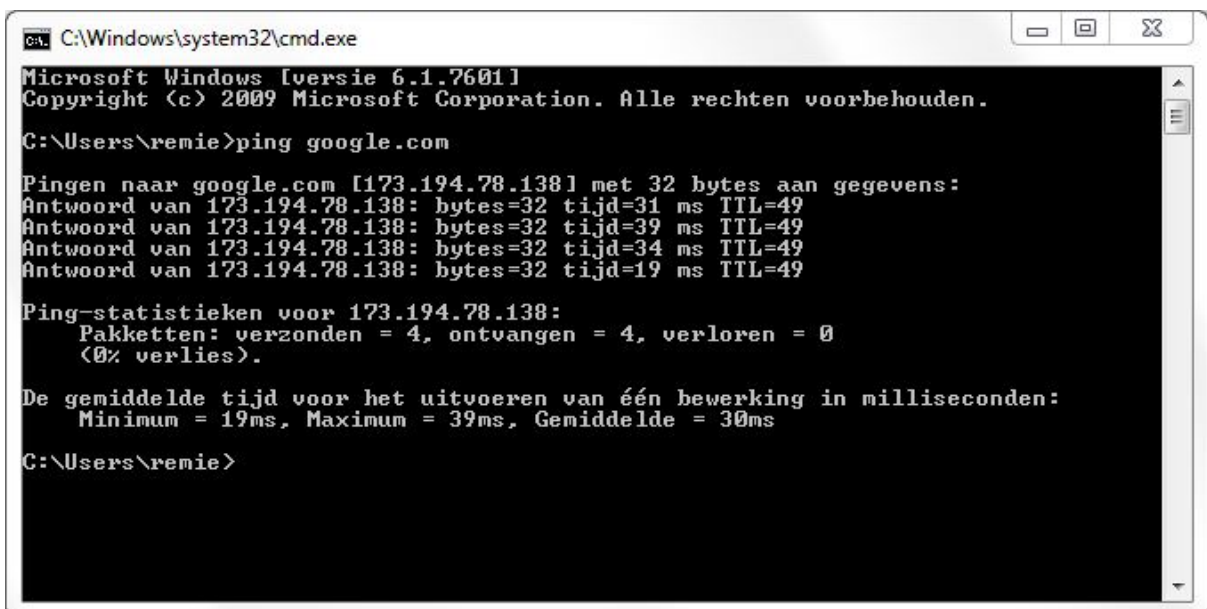 C:\Windows\system32\cmd.exe
Microsoft Windows [versie 6.1.7601]
Copyright (c) 2009 Microsoft Corporation. Alle rechten voorbehouden.
C:\Users\remie>ping google.com
Pingen naar google.com [173.194.78.138] met 32 bytes aan gegevens:
Antwoord van 173.194.78.138: bytes=32 tijd=31 ms TTL=49
Antwoord van 173.194.78.138: bytes=32 tijd=39 ms TTL=49
Antwoord van 173.194.78.138: bytes=32 tijd=34 ms TTL=49
Antwoord van 173.194.78.138: bytes=32 tijd=19 ms TTL=49
Ping-statistieken voor 173.194.78.138:
Pakketten: verzonden = 4, ontvangen = 4, verloren = 0
(0% verlies).
De gemiddelde tijd voor het uitvoeren van één bewerking in milliseconden:
Minimum = 19ms, Maximum = 39ms, Gemiddelde = 30ms
C:\Users\remie>